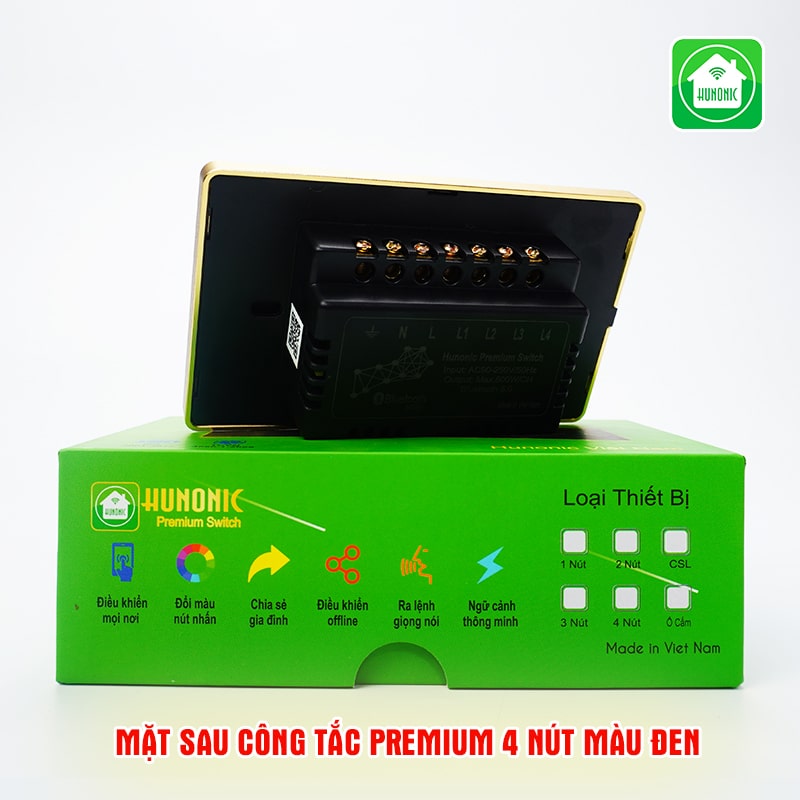 HUNONIC
N L L1 L2 L3 L4
Hunonic Premium Switch
Bluetooth
HUNONIC
Premium Switch
Điều khiển
mọi nơi
Đổi màu
nút nhấn
Chia sẻ
gia đình
Điều khiển
offline
Ra lệnh
giọng nói
Ngữ cảnh
thông minh
Loại Thiết Bị
1 Nút
2 Nút
CSL
3 Nút
4 Nút
Ổ Cắm
Made in Viet Nam
MẶT SAU CÔNG TẮC PREMIUM 4 NÚT MÀU ĐEN